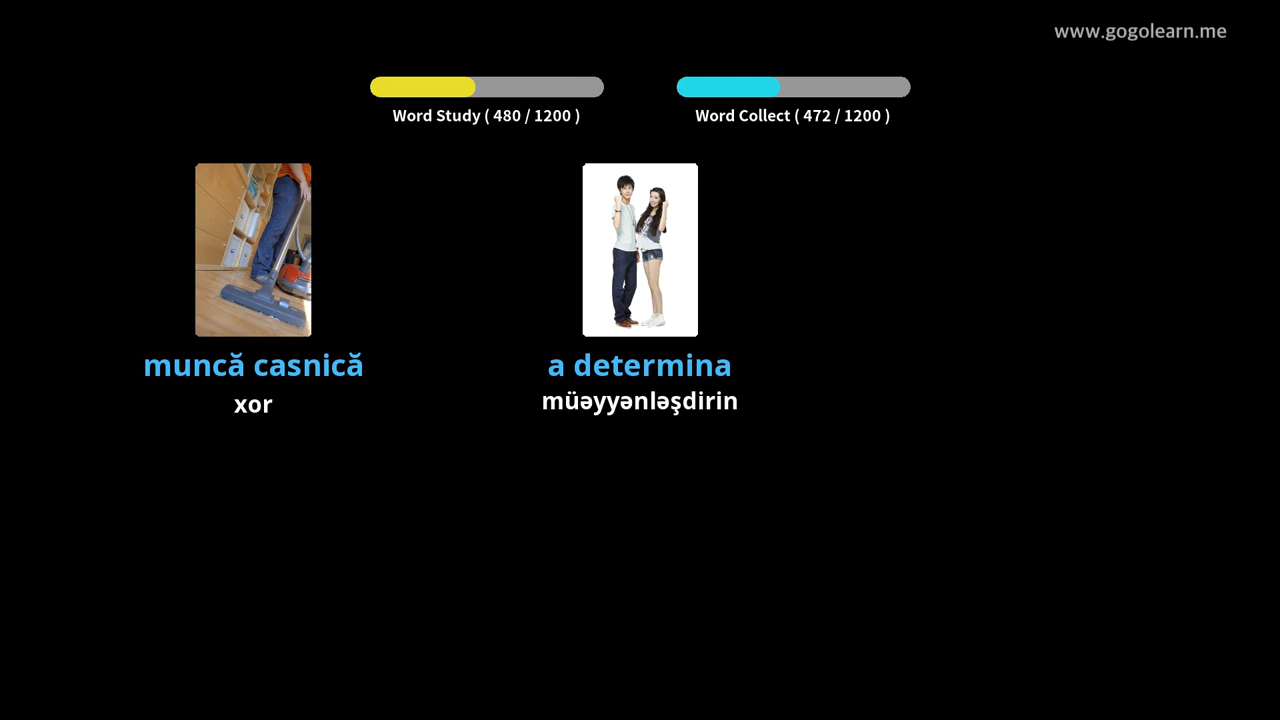 www.gogolearn.me
Word Study ( 480 / 1200 )
Word Collect ( 472 / 1200 )
muncă casnică
xor
a determina
müəyyənləşdirin